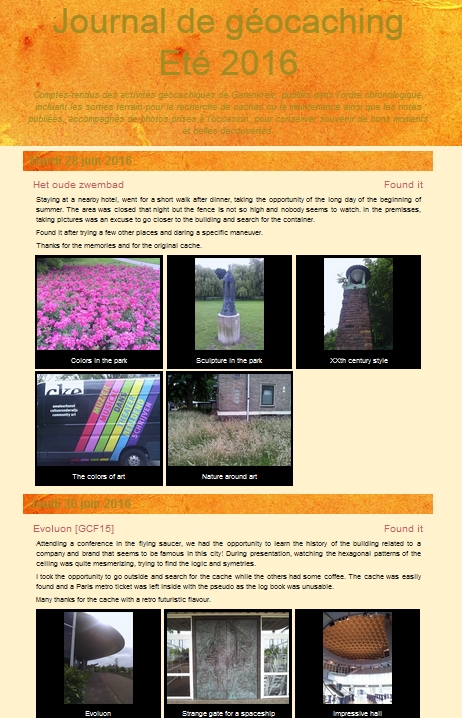 Journal de géocaching
Eté 2016
Comptes-rendus des activités géocachiques de
publiés dans l'ordre chronologique,
incluent les sorties terrain pour la recherche de caches ou la maintenance ainsi que les notes
publiées, accompagnés de photos prises à l'occasion, pour conserver souvenir de bons moments
et belles découvertes.
28 juin 2016
Het oude zwembad Found it
Staying at a nearby hotel, went for a short walk after dinner, taking the opportunity of the long day of the beginning of
summer. The area was closed that night but the fence is not so high and nobody seems to watch. In the premisses,
taking pictures was an excuse to go closer to the building and search for the container.
Found it after trying a few other places and daring a specific maneuver.
Thanks for the memories and for the original cache.
Colors in the park
Sculpture in the park
XXth century style
cke
The colors of art
Nature around art
30 juin 2016
Evoluon [GCF15] Found it
Attending a conference in the flying saucer, we had the opportunity to learn the history of the building related to a
company and brand that seems to be famous in this city! During presentation, watching the hexagonal patterns of the
ceiling was quite mesmerizing, trying to find the logic and symetries.
I took the opportunity to go outside and search for the cache while the others had some coffee. The cache was easily
found and a Paris metro ticket was left inside with the pseudo as the log book was unusable.
Many thanks for the cache with a retro futuristic flavour.
Evoluon
Strange gate for a spaceship
Impressive hall